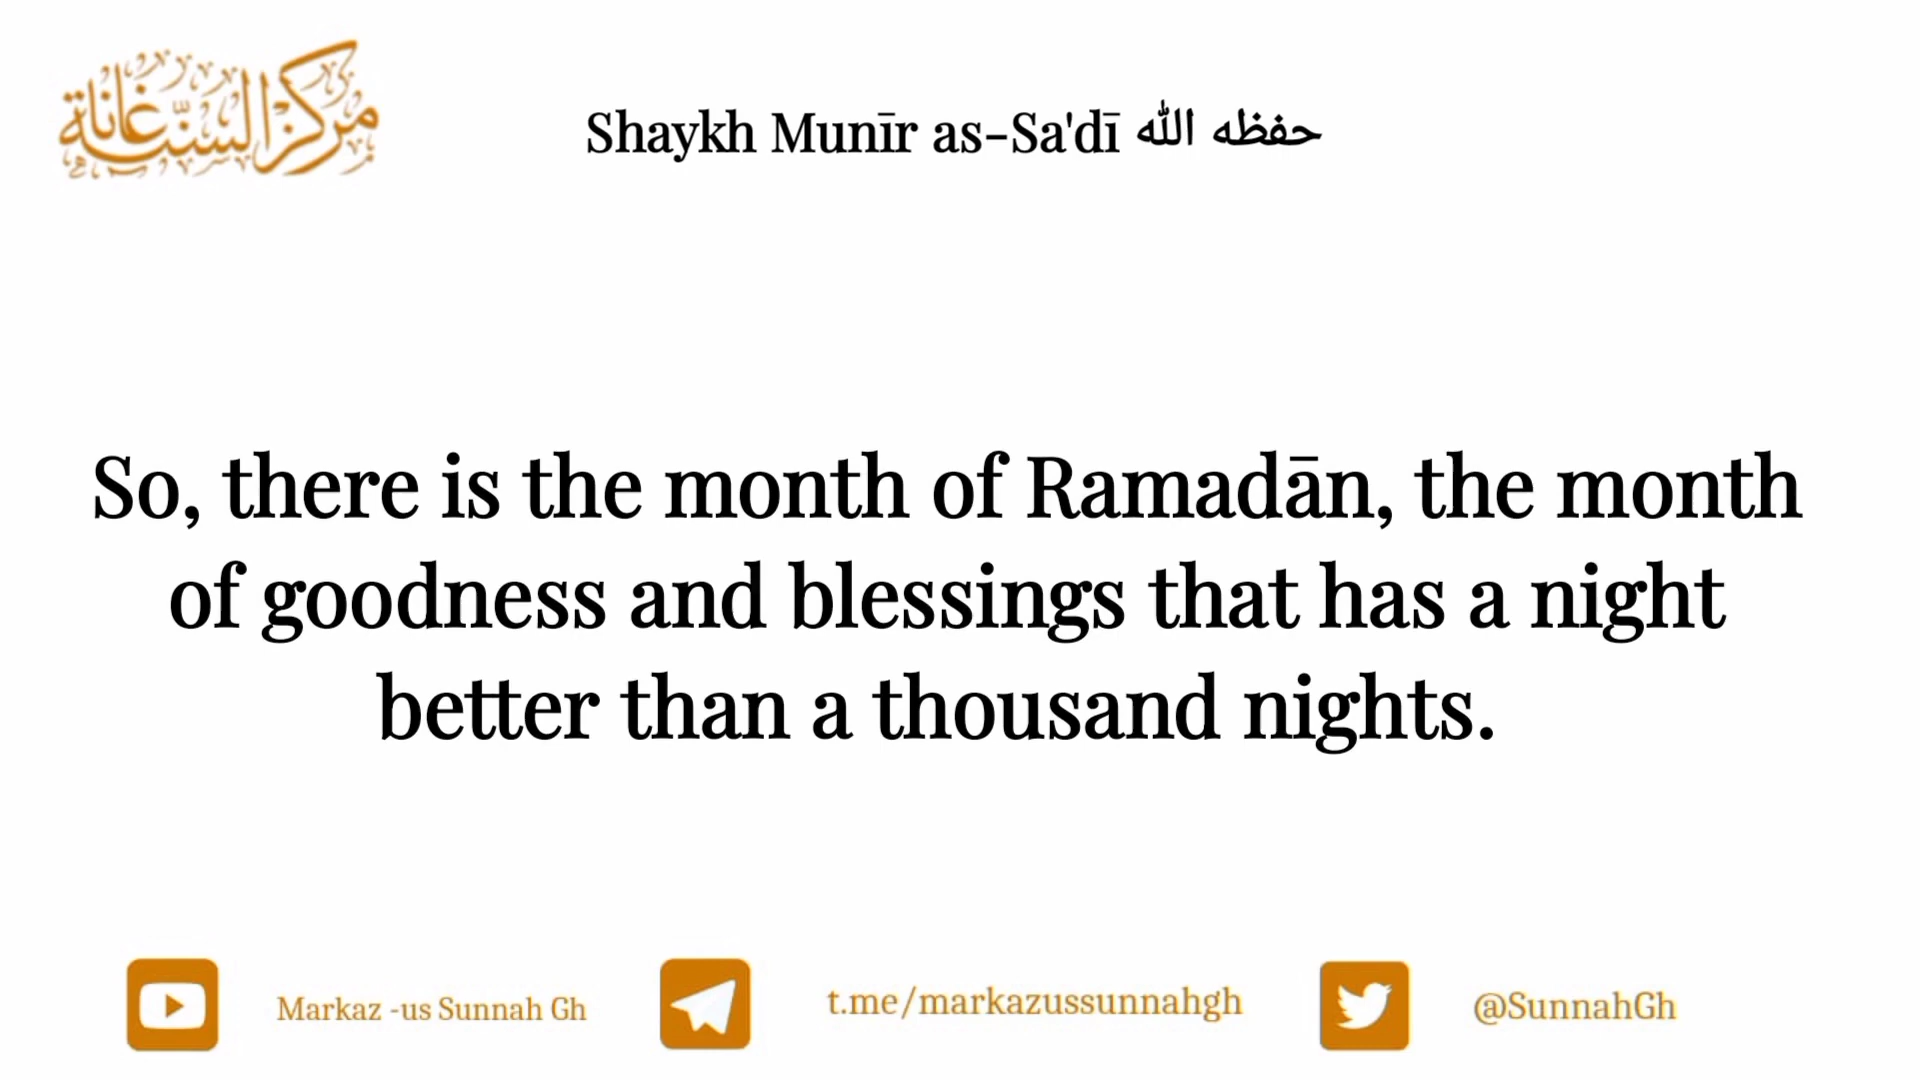 مركز السنة غانة
Shaykh Munīr as-Sa'dī حفظه الله
So, there is the month of Ramadān, the month
of goodness and blessings that has a night
better than a thousand nights.
Markaz -us Sunnah Gh
t.me/markazussunnahgh
@SunnahGh